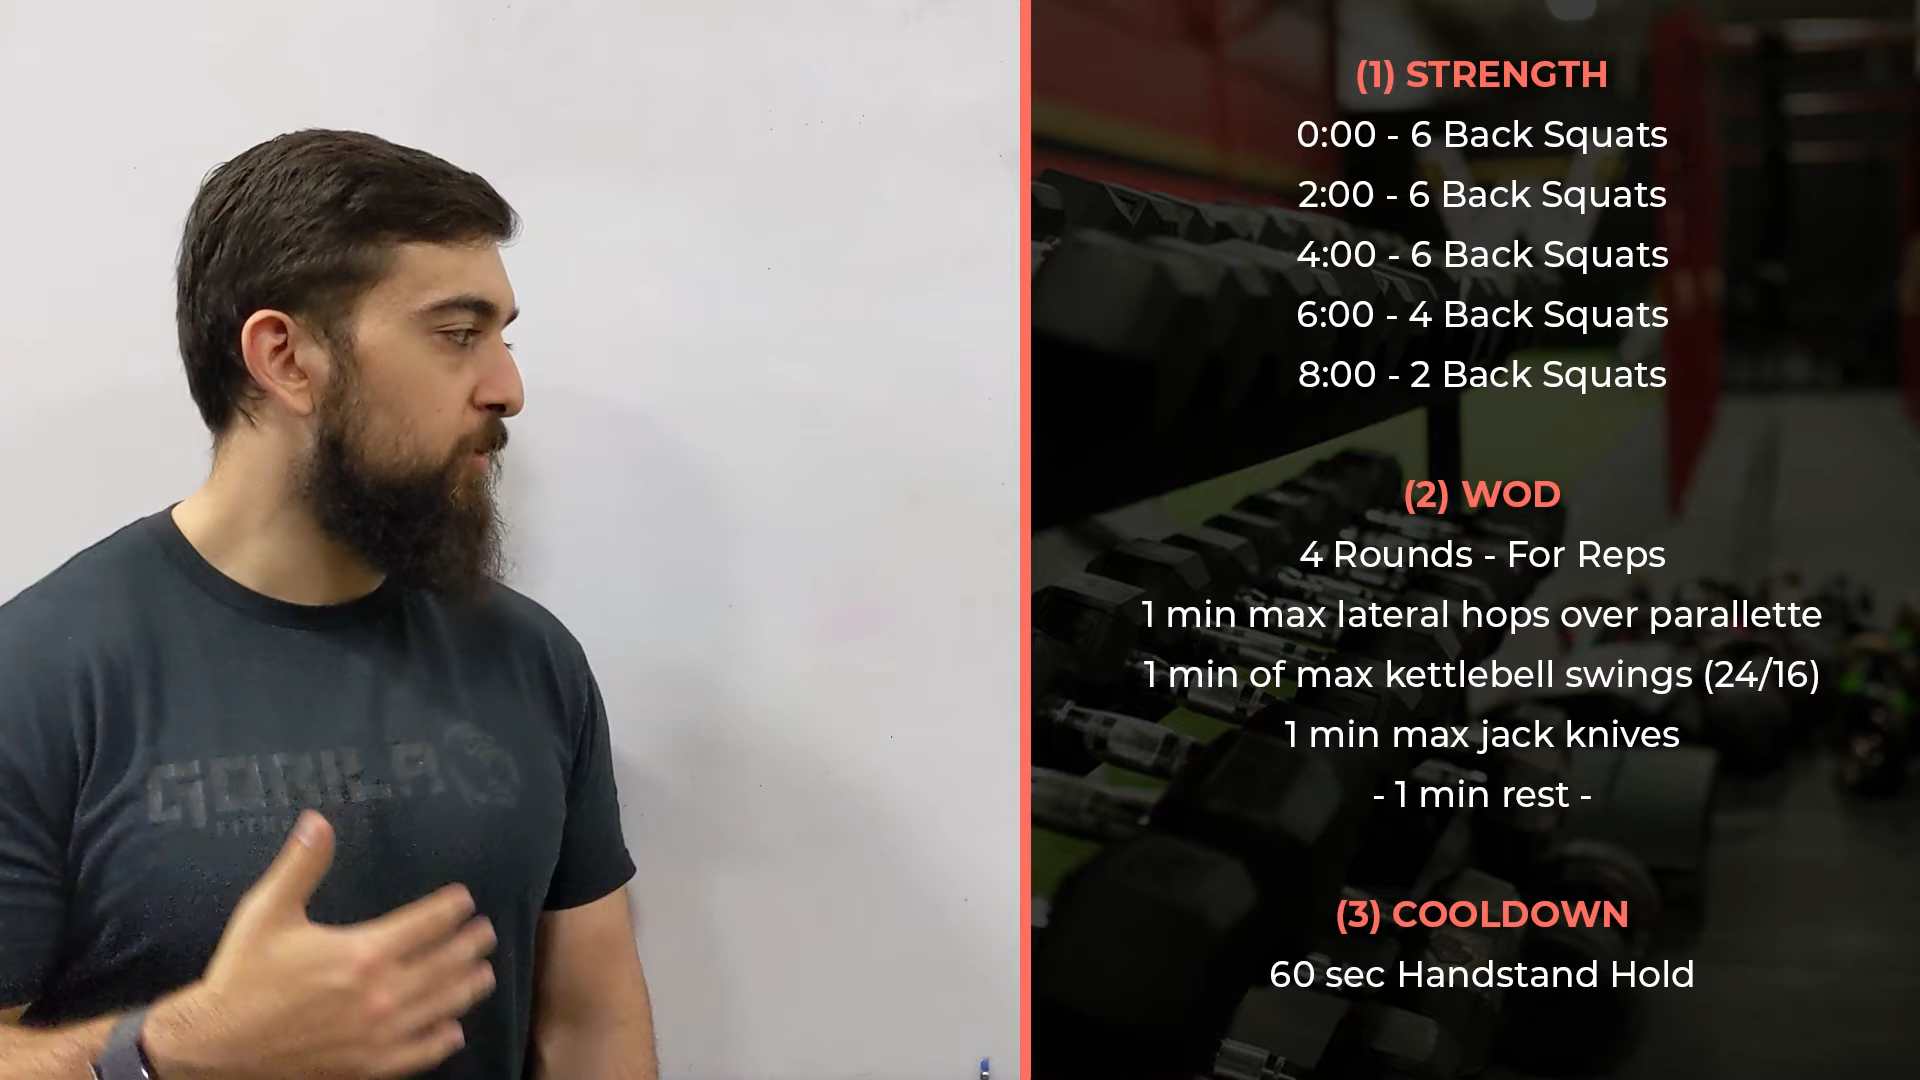 (1) STRENGTH
0:00 - 6 Back Squats
2:00 - 6 Back Squats
4:00 - 6 Back Squats
6:00 - 4 Back Squats
8:00 - 2 Back Squats
(2) WOD
4 Rounds - For Reps
1 min max lateral hops over parallette
1 min of max kettlebell swings (24/16)
1 min max jack knives
- 1 min rest -
(3) COOLDOWN
60 sec Handstand Hold